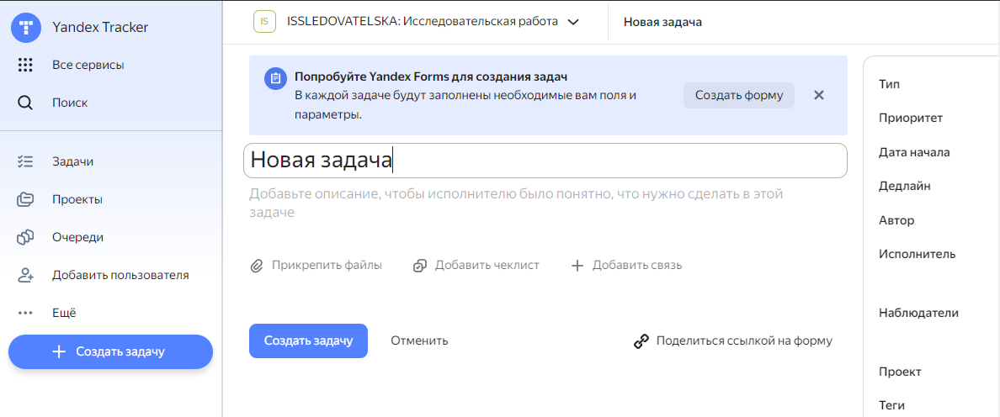 Yandex Tracker
Все сервисы
Поиск
Задачи
Проекты
Очереди
Добавить пользователя
Ещё
Создать задачу
IS
ISSLEDOVATELSKA: Исследовательская работа
Новая задача
Попробуйте Yandex Forms для создания задач
В каждой задаче будут заполнены необходимые вам поля и
параметры.
Создать форму
Новая задача
Добавьте описание, чтобы исполнителю было понятно, что нужно сделать в этой
задаче
Прикрепить файлы
Добавить чеклист
Добавить связь
Создать задачу
Отменить
Поделиться ссылкой на форму
Тип
Приоритет
Дата начала
Дедлайн
Автор
Исполнитель
Наблюдатели
Проект
Теги